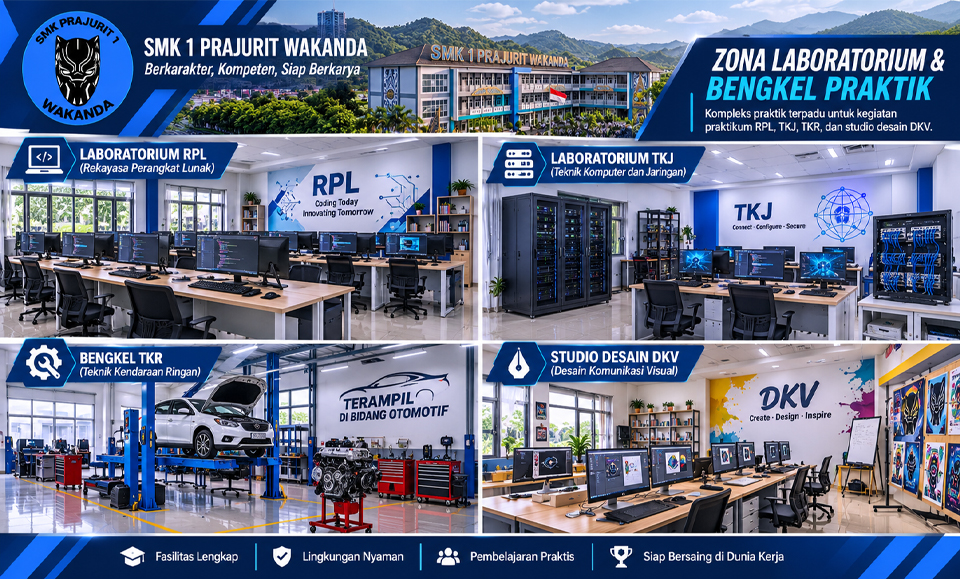 SMK PRAJURIT 1
WAKANDA
SMK 1 PRAJURIT WAKANDA
Berkarakter, Kompeten, Siap Berkarya
SMK 1 PRAJURIT WAKANDA
ZONA LABORATORIUM &
BENGKEL PRAKTIK
Kompleks praktik terpadu untuk kegiatan
praktikum RPL, TKJ, TKR, dan studio desain DKV.
</>
LABORATORIUM RPL
(Rekayasa Perangkat Lunak)
RPL
Coding Today
Innovating Tomorrow
LABORATORIUM TKJ
(Teknik Komputer dan Jaringan)
TKJ
Connect - Configure - Secure
BENGKEL TKR
(Teknik Kendaraan Ringan)
TERAMPIL
DI BIDANG OTOMOTIF
STUDIO DESAIN DKV
(Desain Komunikasi Visual)
DKV
Create - Design - Inspire
Fasilitas Lengkap
Lingkungan Nyaman
Pembelajaran Praktis
Siap Bersaing di Dunia Kerja